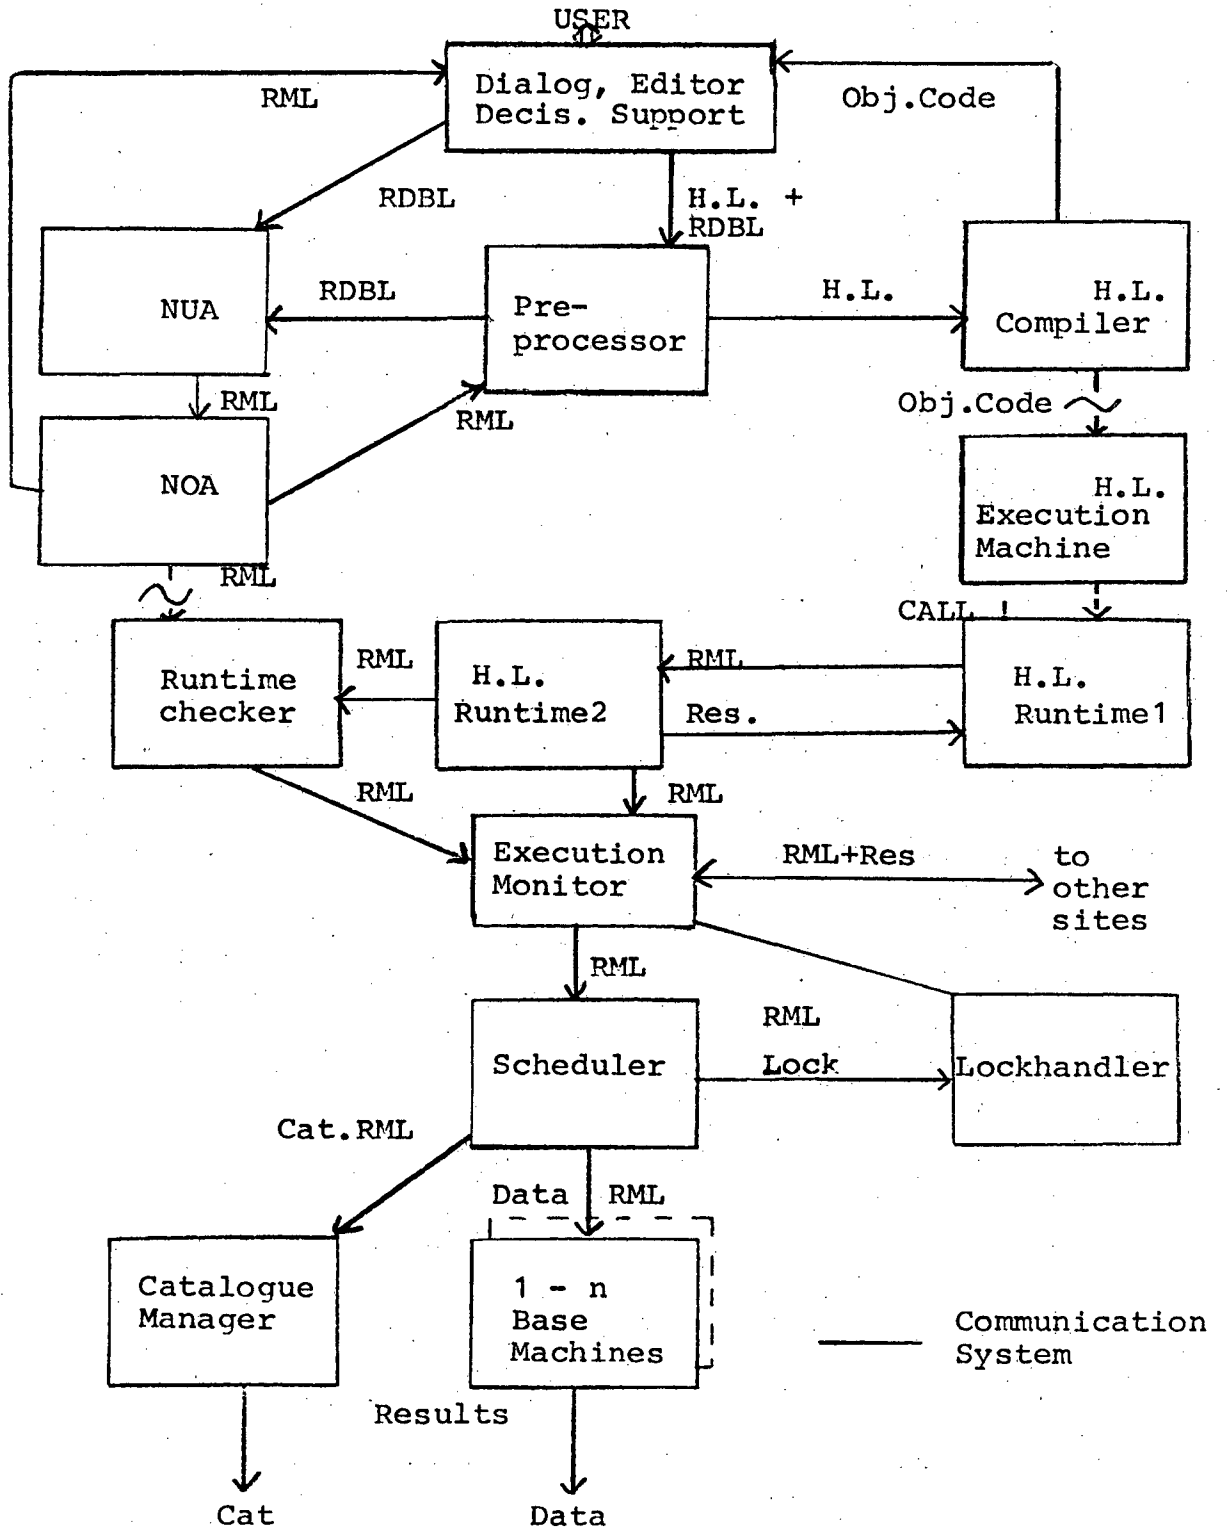 USER
Dialog, Editor
Decis. Support
RML
Obj.Code
RDBL
H.L. +
RDBL
NUA
RDBL
Pre-
processor
H.L.
H.L.
Compiler
RML
RML
Obj.Code
NOA
H.L.
Execution
Machine
RML
CALL !
Runtime
checker
RML
H.L.
Runtime2
RML
Res.
H.L.
Runtime1
RML
RML
Execution
Monitor
RML+Res
to
other
sites
RML
Scheduler
RML
Lock
Lockhandler
Cat.RML
Data
RML
Catalogue
Manager
1 - n
Base
Machines
Communication
System
Results
Cat
Data